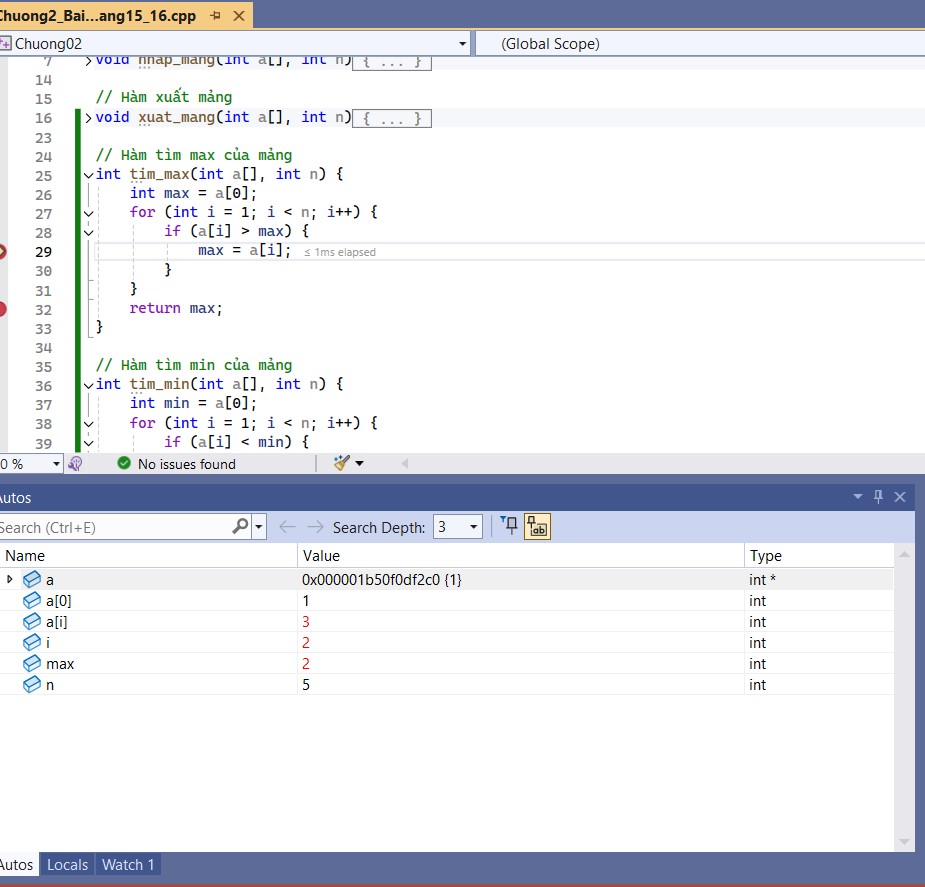 Chuong2_Bai...ang15_16.cpp
Chuong02
(Global Scope)
7 void nhap_mang(int a[], int n) { ... }
14
15 // Hàm xuất mảng
16 void xuat_mang(int a[], int n) { ... }
23
24 // Hàm tìm max của mảng
25 int tim_max(int a[], int n) {
26 int max = a[0];
27 for (int i = 1; i < n; i++) {
28 if (a[i] > max) {
29 max = a[i]; ≤ 1ms elapsed
30 }
31 }
32 return max;
33 }
34
35 // Hàm tìm min của mảng
36 int tim_min(int a[], int n) {
37 int min = a[0];
38 for (int i = 1; i < n; i++) {
39 if (a[i] < min) {
0 % No issues found
Autos
Search (Ctrl+E) Search Depth: 3
Name Value Type
a 0x000001b50f0df2c0 {1} int *
a[0] 1 int
a[i] 3 int
i 2 int
max 2 int
n 5 int
Autos Locals Watch 1